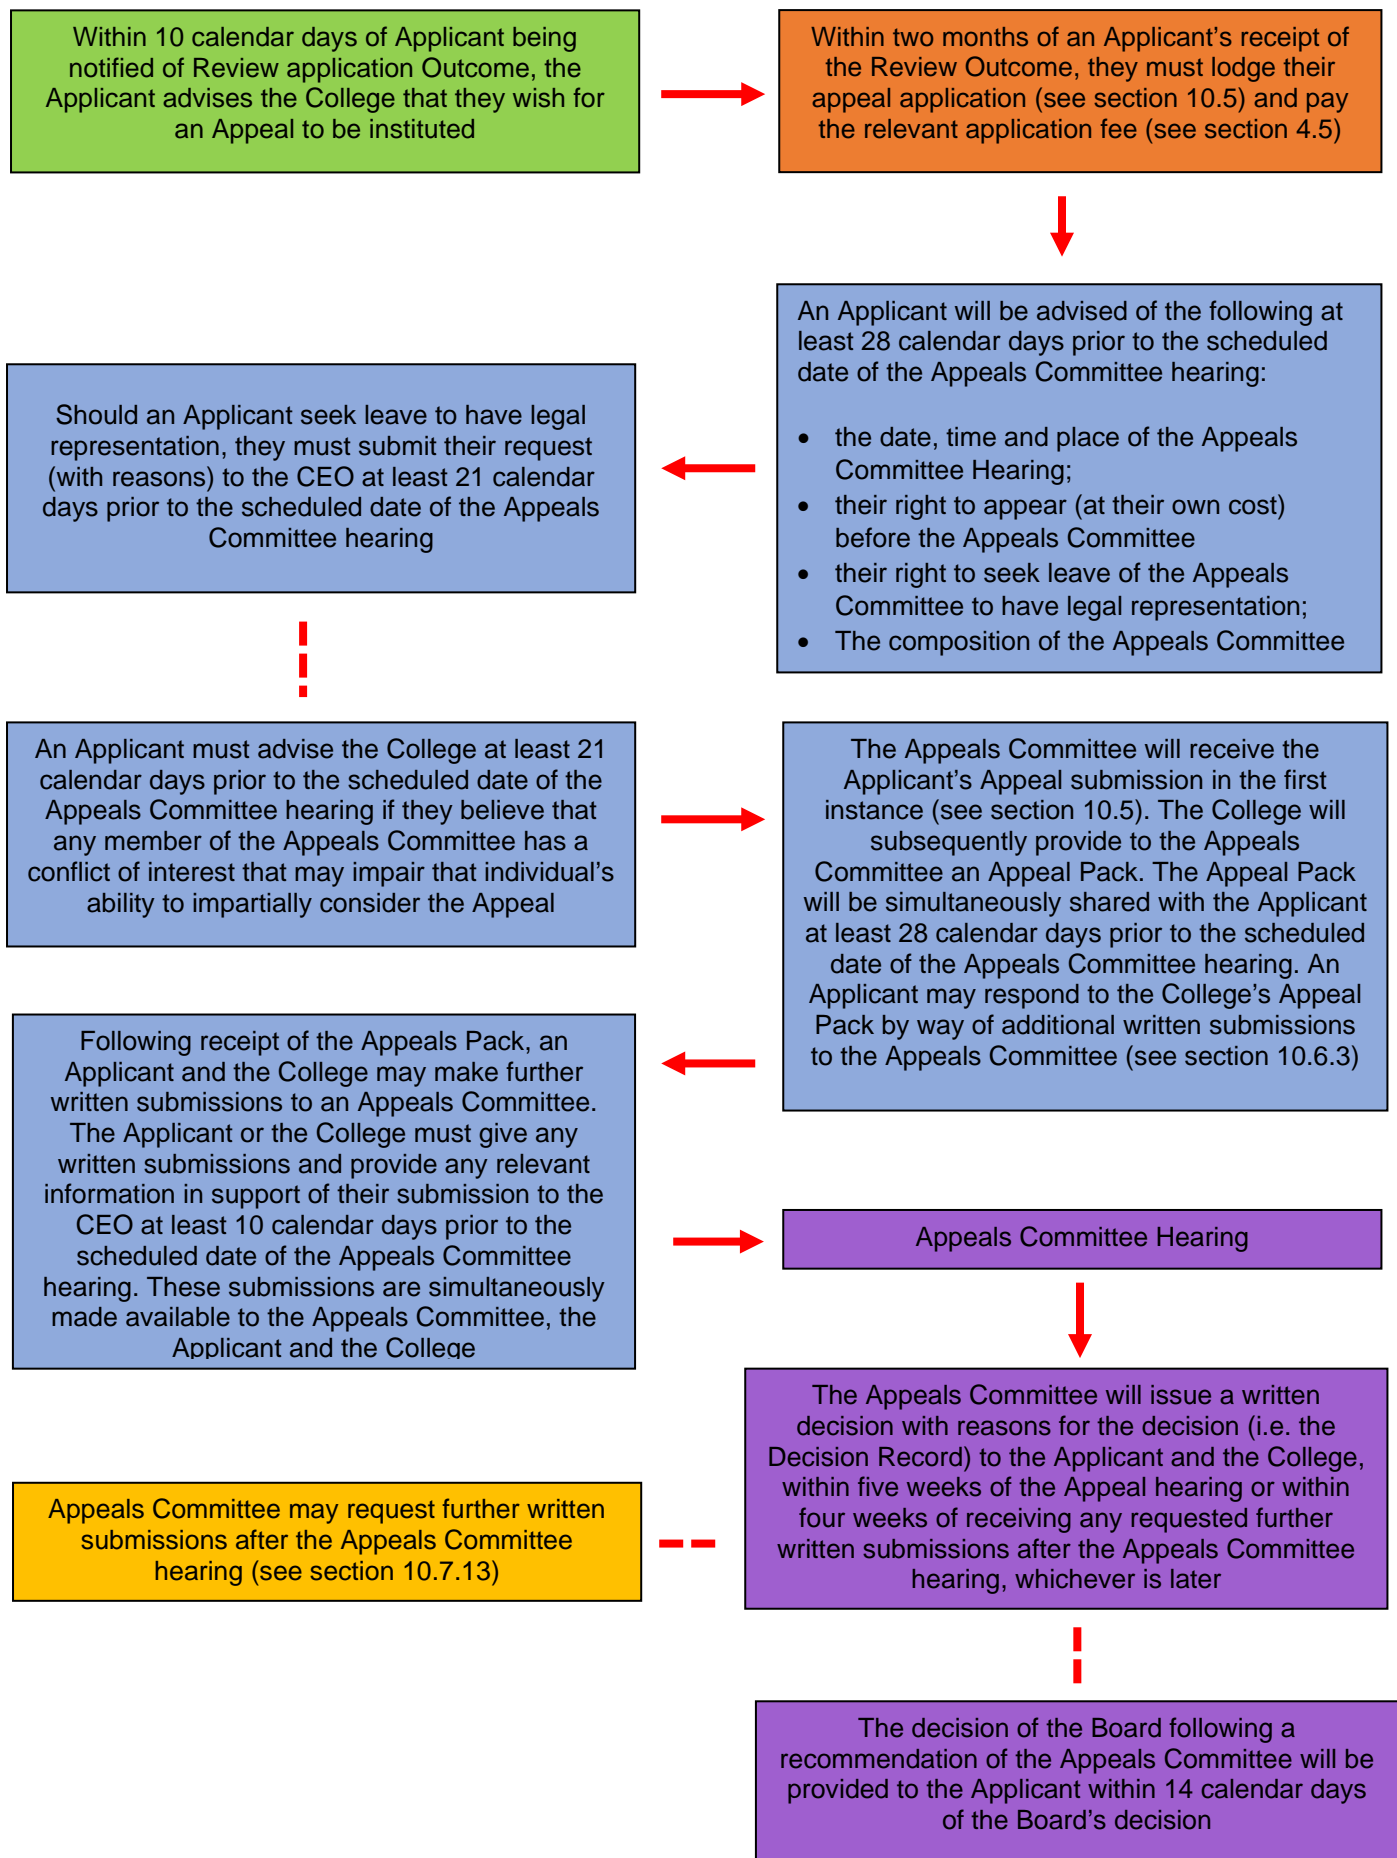 Within 10 calendar days of Applicant being
notified of Review application Outcome, the
Applicant advises the College that they wish for
an Appeal to be instituted
Within two months of an Applicant’s receipt of
the Review Outcome, they must lodge their
appeal application (see section 10.5) and pay
the relevant application fee (see section 4.5)
An Applicant will be advised of the following at
least 28 calendar days prior to the scheduled
date of the Appeals Committee hearing:
• the date, time and place of the Appeals
Committee Hearing;
• their right to appear (at their own cost)
before the Appeals Committee
• their right to seek leave of the Appeals
Committee to have legal representation;
• The composition of the Appeals Committee
Should an Applicant seek leave to have legal
representation, they must submit their request
(with reasons) to the CEO at least 21 calendar
days prior to the scheduled date of the Appeals
Committee hearing
An Applicant must advise the College at least 21
calendar days prior to the scheduled date of the
Appeals Committee hearing if they believe that
any member of the Appeals Committee has a
conflict of interest that may impair that individual’s
ability to impartially consider the Appeal
The Appeals Committee will receive the
Applicant’s Appeal submission in the first
instance (see section 10.5). The College will
subsequently provide to the Appeals
Committee an Appeal Pack. The Appeal Pack
will be simultaneously shared with the Applicant
at least 28 calendar days prior to the scheduled
date of the Appeals Committee hearing. An
Applicant may respond to the College’s Appeal
Pack by way of additional written submissions
to the Appeals Committee (see section 10.6.3)
Following receipt of the Appeals Pack, an
Applicant and the College may make further
written submissions to an Appeals Committee.
The Applicant or the College must give any
written submissions and provide any relevant
information in support of their submission to the
CEO at least 10 calendar days prior to the
scheduled date of the Appeals Committee
hearing. These submissions are simultaneously
made available to the Appeals Committee, the
Applicant and the College
Appeals Committee Hearing
The Appeals Committee will issue a written
decision with reasons for the decision (i.e. the
Decision Record) to the Applicant and the College,
within five weeks of the Appeal hearing or within
four weeks of receiving any requested further
written submissions after the Appeals Committee
hearing, whichever is later
Appeals Committee may request further written
submissions after the Appeals Committee
hearing (see section 10.7.13)
The decision of the Board following a
recommendation of the Appeals Committee will be
provided to the Applicant within 14 calendar days
of the Board’s decision